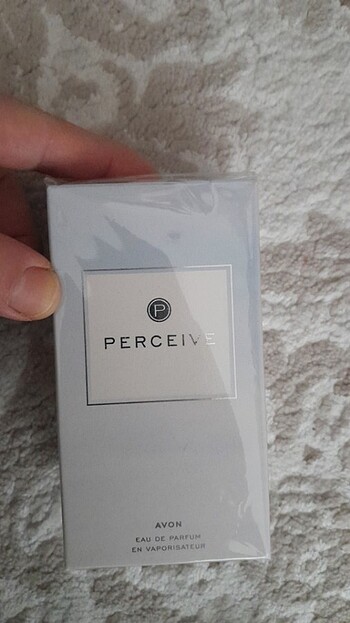 P
PERCEIVE
AVON
EAU DE PARFUM
EN VAPORISATEUR